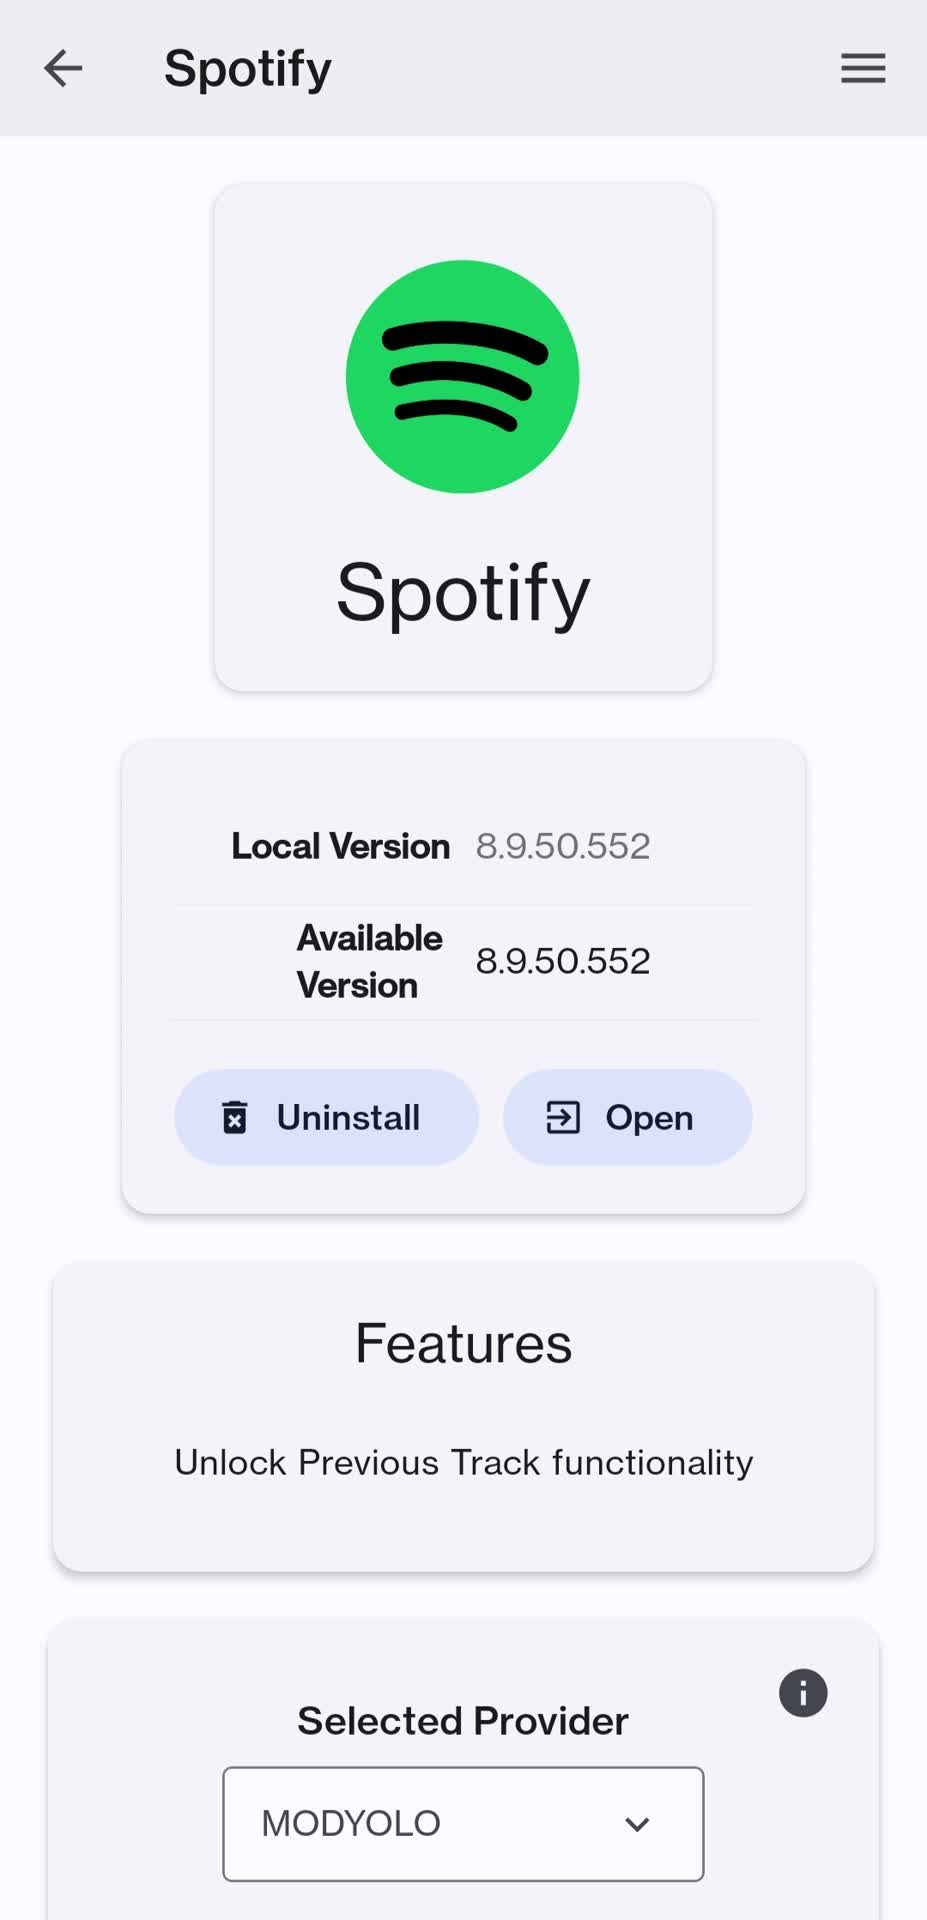 Spotify
Spotify
Local Version 8.9.50.552
Available
Version
8.9.50.552
Uninstall
Open
Features
Unlock Previous Track functionality
Selected Provider
MODYOLO